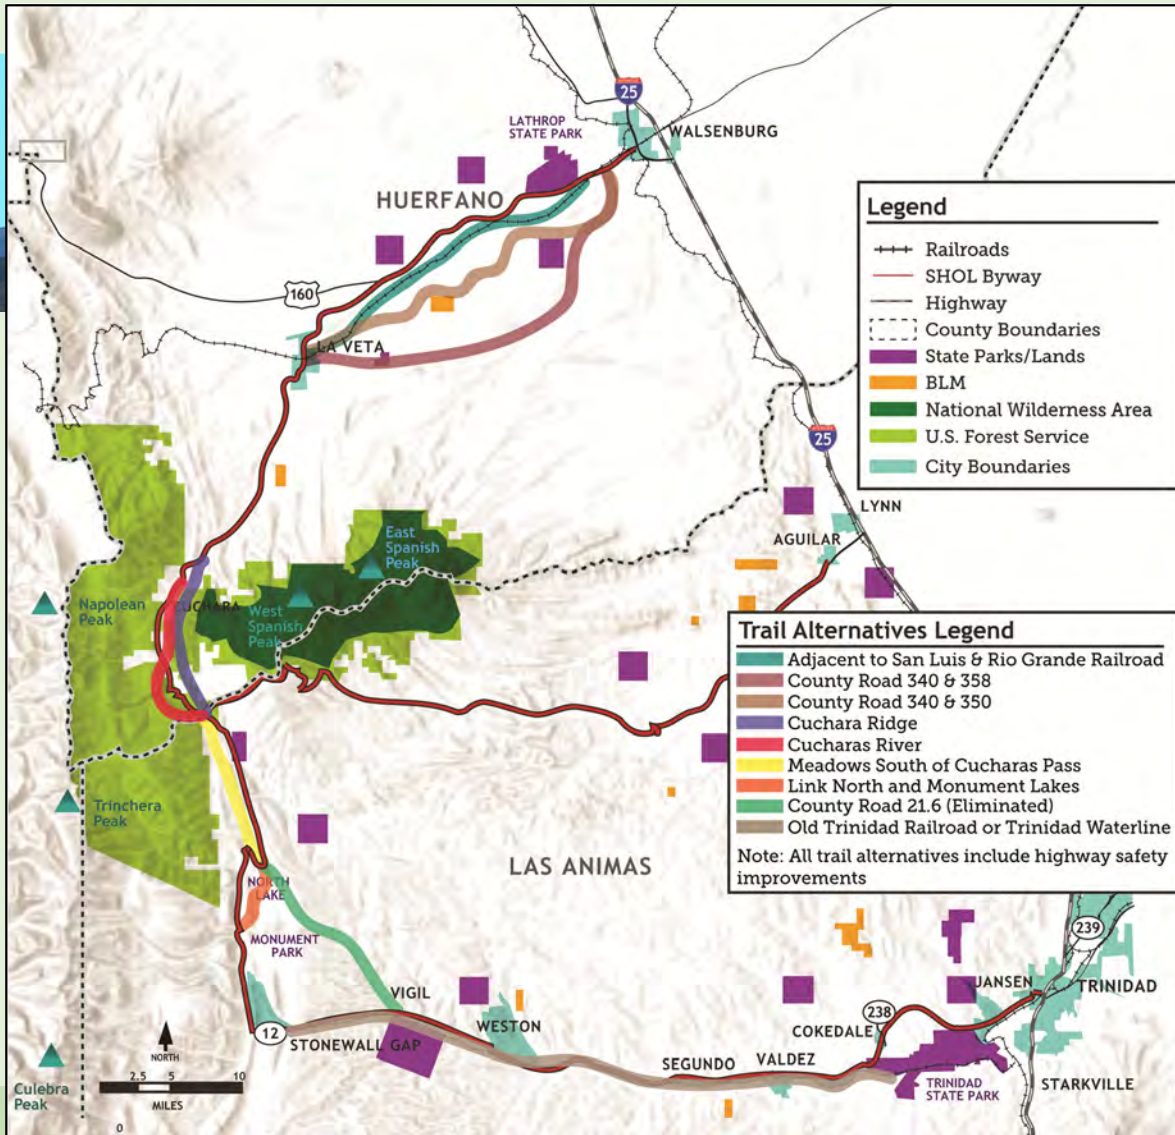 25
LATHROP
STATE PARK
WALSENBURG
HUERFANO
160
LA VETA
Legend
Railroads
SHOL Byway
Highway
County Boundaries
State Parks/Lands
BLM
National Wilderness Area
U.S. Forest Service
City Boundaries
25
LYNN
AGUILAR
East
Spanish
Peak
Napolean
Peak
CUCHARA
West
Spanish
Peak
Trail Alternatives Legend
Adjacent to San Luis & Rio Grande Railroad
County Road 340 & 358
County Road 340 & 350
Cuchara Ridge
Cucharas River
Meadows South of Cucharas Pass
Link North and Monument Lakes
County Road 21.6 (Eliminated)
Old Trinidad Railroad or Trinidad Waterline
Note: All trail alternatives include highway safety
improvements
Trinchera
Peak
LAS ANIMAS
NORTH
LAKE
MONUMENT
PARK
239
JANSEN
TRINIDAD
VIGIL
12
STONEWALL GAP
WESTON
238
COKEDALE
SEGUNDO
VALDEZ
TRINIDAD
STATE PARK
STARKVILLE
NORTH
2.5
5
10
MILES
0
Culebra
Peak